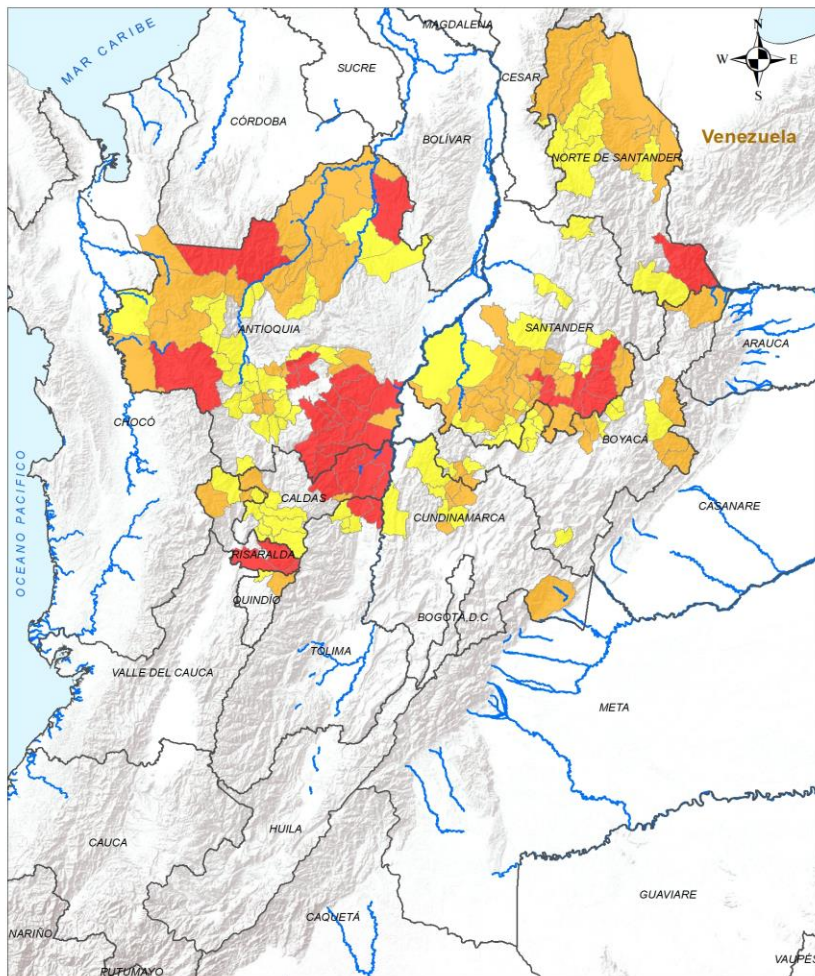 MAGDALENA
MAR CARIBE
SUCRE
CESAR
N
W E
S
CÓRDOBA
BOLÍVAR
Venezuela
NORTE DE SANTANDER
ANTIOQUIA
SANTANDER
ARAUCA
CHOCÓ
BOYACÁ
OCEANO PACIFICO
CALDAS
CUNDINAMARCA
CASANARE
RISARALDA
QUINDÍO
BOGOTÁ D.C
TOLIMA
VALLE DEL CAUCA
META
HUILA
CAUCA
GUAVIARE
CAQUETÁ
NARIÑO
PUTUMAYO
VAUPÉS